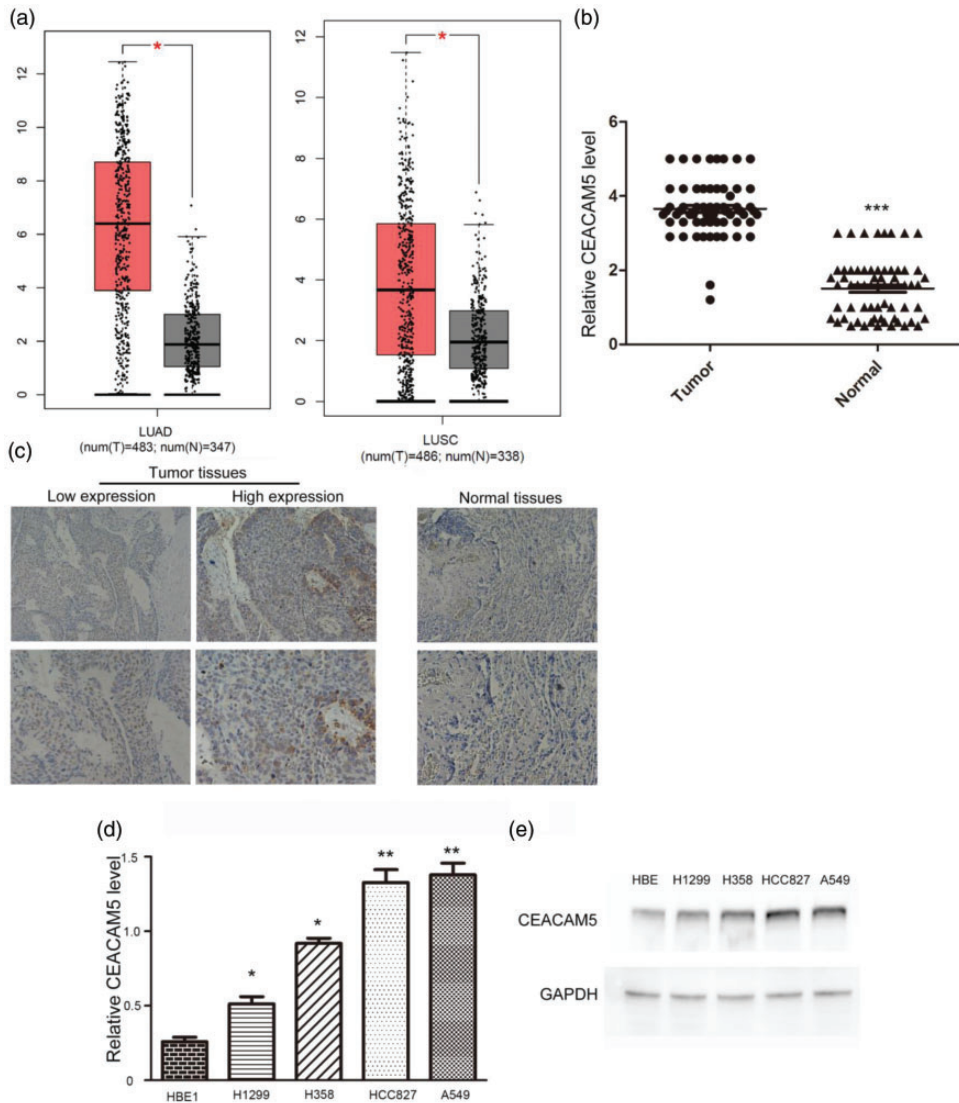 (a)
*
12
10
8
6
4
2
0
LUAD
(num(T)=483; num(N)=347)
*
12
10
8
6
4
2
0
LUSC
(num(T)=486; num(N)=338)
(b)
Relative CEACAM5 level
6
4
2
0
***
Tumor
Normal
(c)
Tumor tissues
Low expression
High expression
Normal tissues
(d)
Relative CEACAM5 level
1.5
1.0
0.5
0
*
*
**
**
HBE1
H1299
H358
HCC827
A549
(e)
HBE H1299 H358 HCC827 A549
CEACAM5
GAPDH